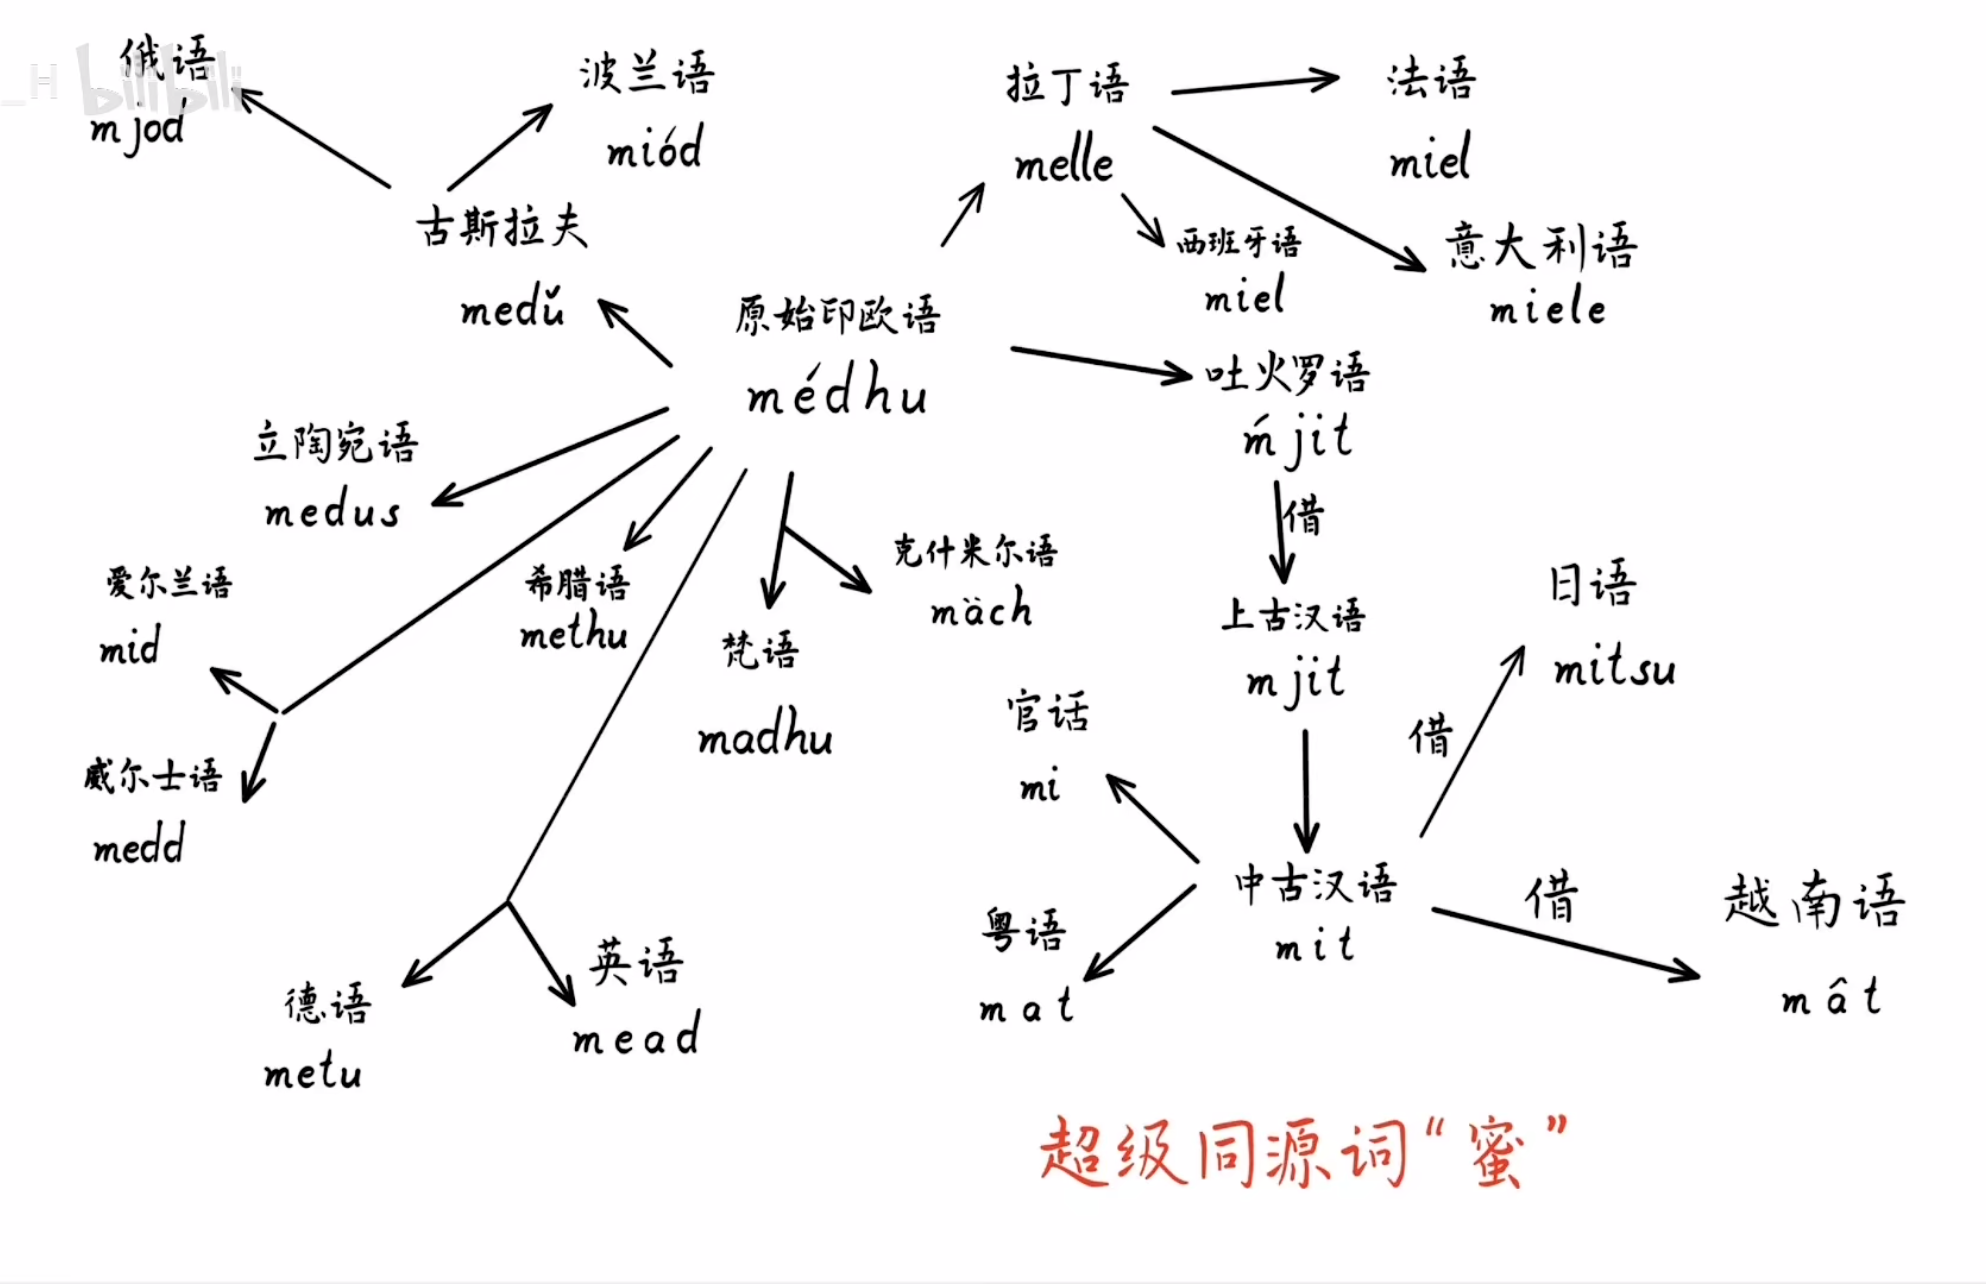 俄语
_H bilibili
mjod
波兰语
miód
古斯拉夫
medǔ
拉丁语
melle
法语
miel
西班牙语
miel
意大利语
miele
原始印欧语
médhu
吐火罗语
ḿjit
借
上古汉语
mjit
立陶宛语
medus
爱尔兰语
mid
威尔士语
medd
希腊语
methu
梵语
madhu
克什米尔语
mäch
德语
metu
英语
mead
官话
mi
中古汉语
mit
粤语
mat
借
日语
mitsu
借
越南语
mât
超级同源词“蜜”